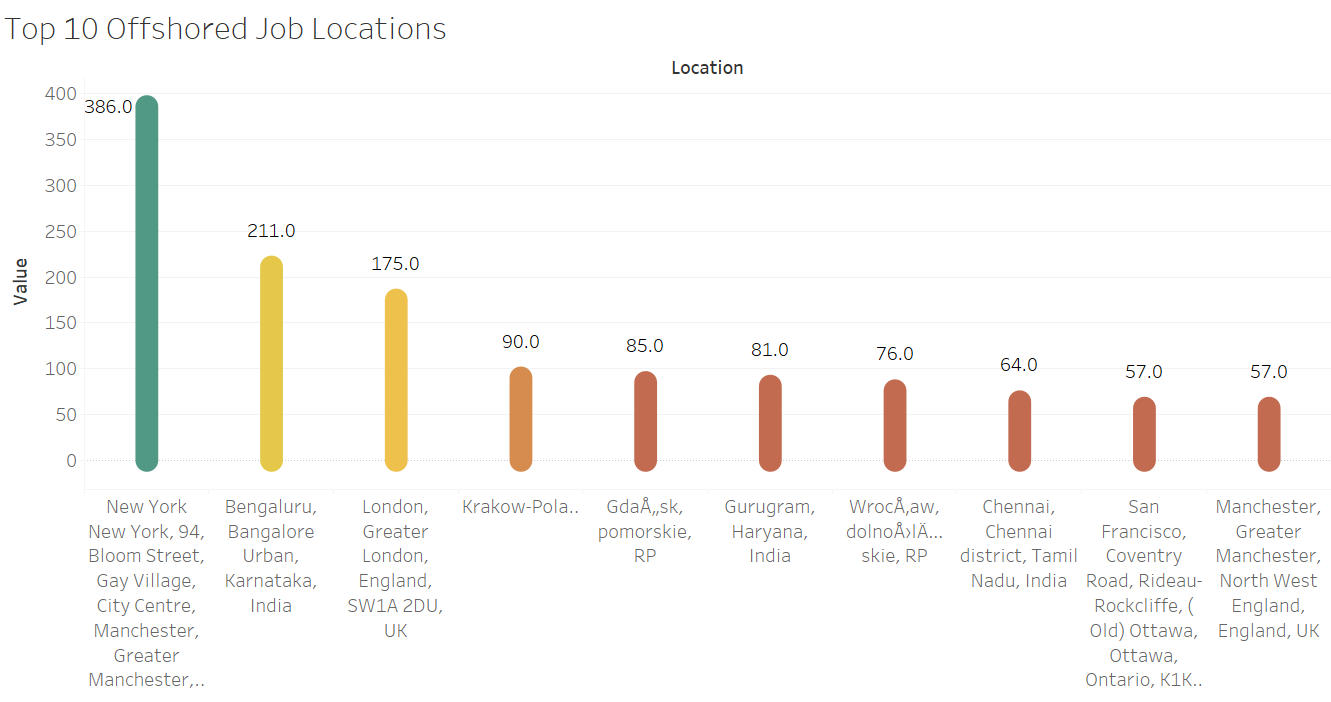 Top 10 Offshored Job Locations
Location
Value
400
350
300
250
200
150
100
50
0
386.0
211.0
175.0
90.0
85.0
81.0
76.0
64.0
57.0
57.0
New York
New York, 94,
Bloom Street,
Gay Village,
City Centre,
Manchester,
Greater
Manchester,..
Bengaluru,
Bangalore
Urban,
Karnataka,
India
London,
Greater
London,
England,
SW1A 2DU,
UK
Krakow-Pola..
GdaÅ„sk,
pomorskie,
RP
Gurugram,
Haryana,
India
WrocÅ‚aw,
dolnoÅ›lÄ…
skie, RP
Chennai,
Chennai
district, Tamil
Nadu, India
San
Francisco,
Coventry
Road, Rideau-
Rockcliffe, (
Old) Ottawa,
Ottawa,
Ontario, K1K..
Manchester,
Greater
Manchester,
North West
England,
England, UK